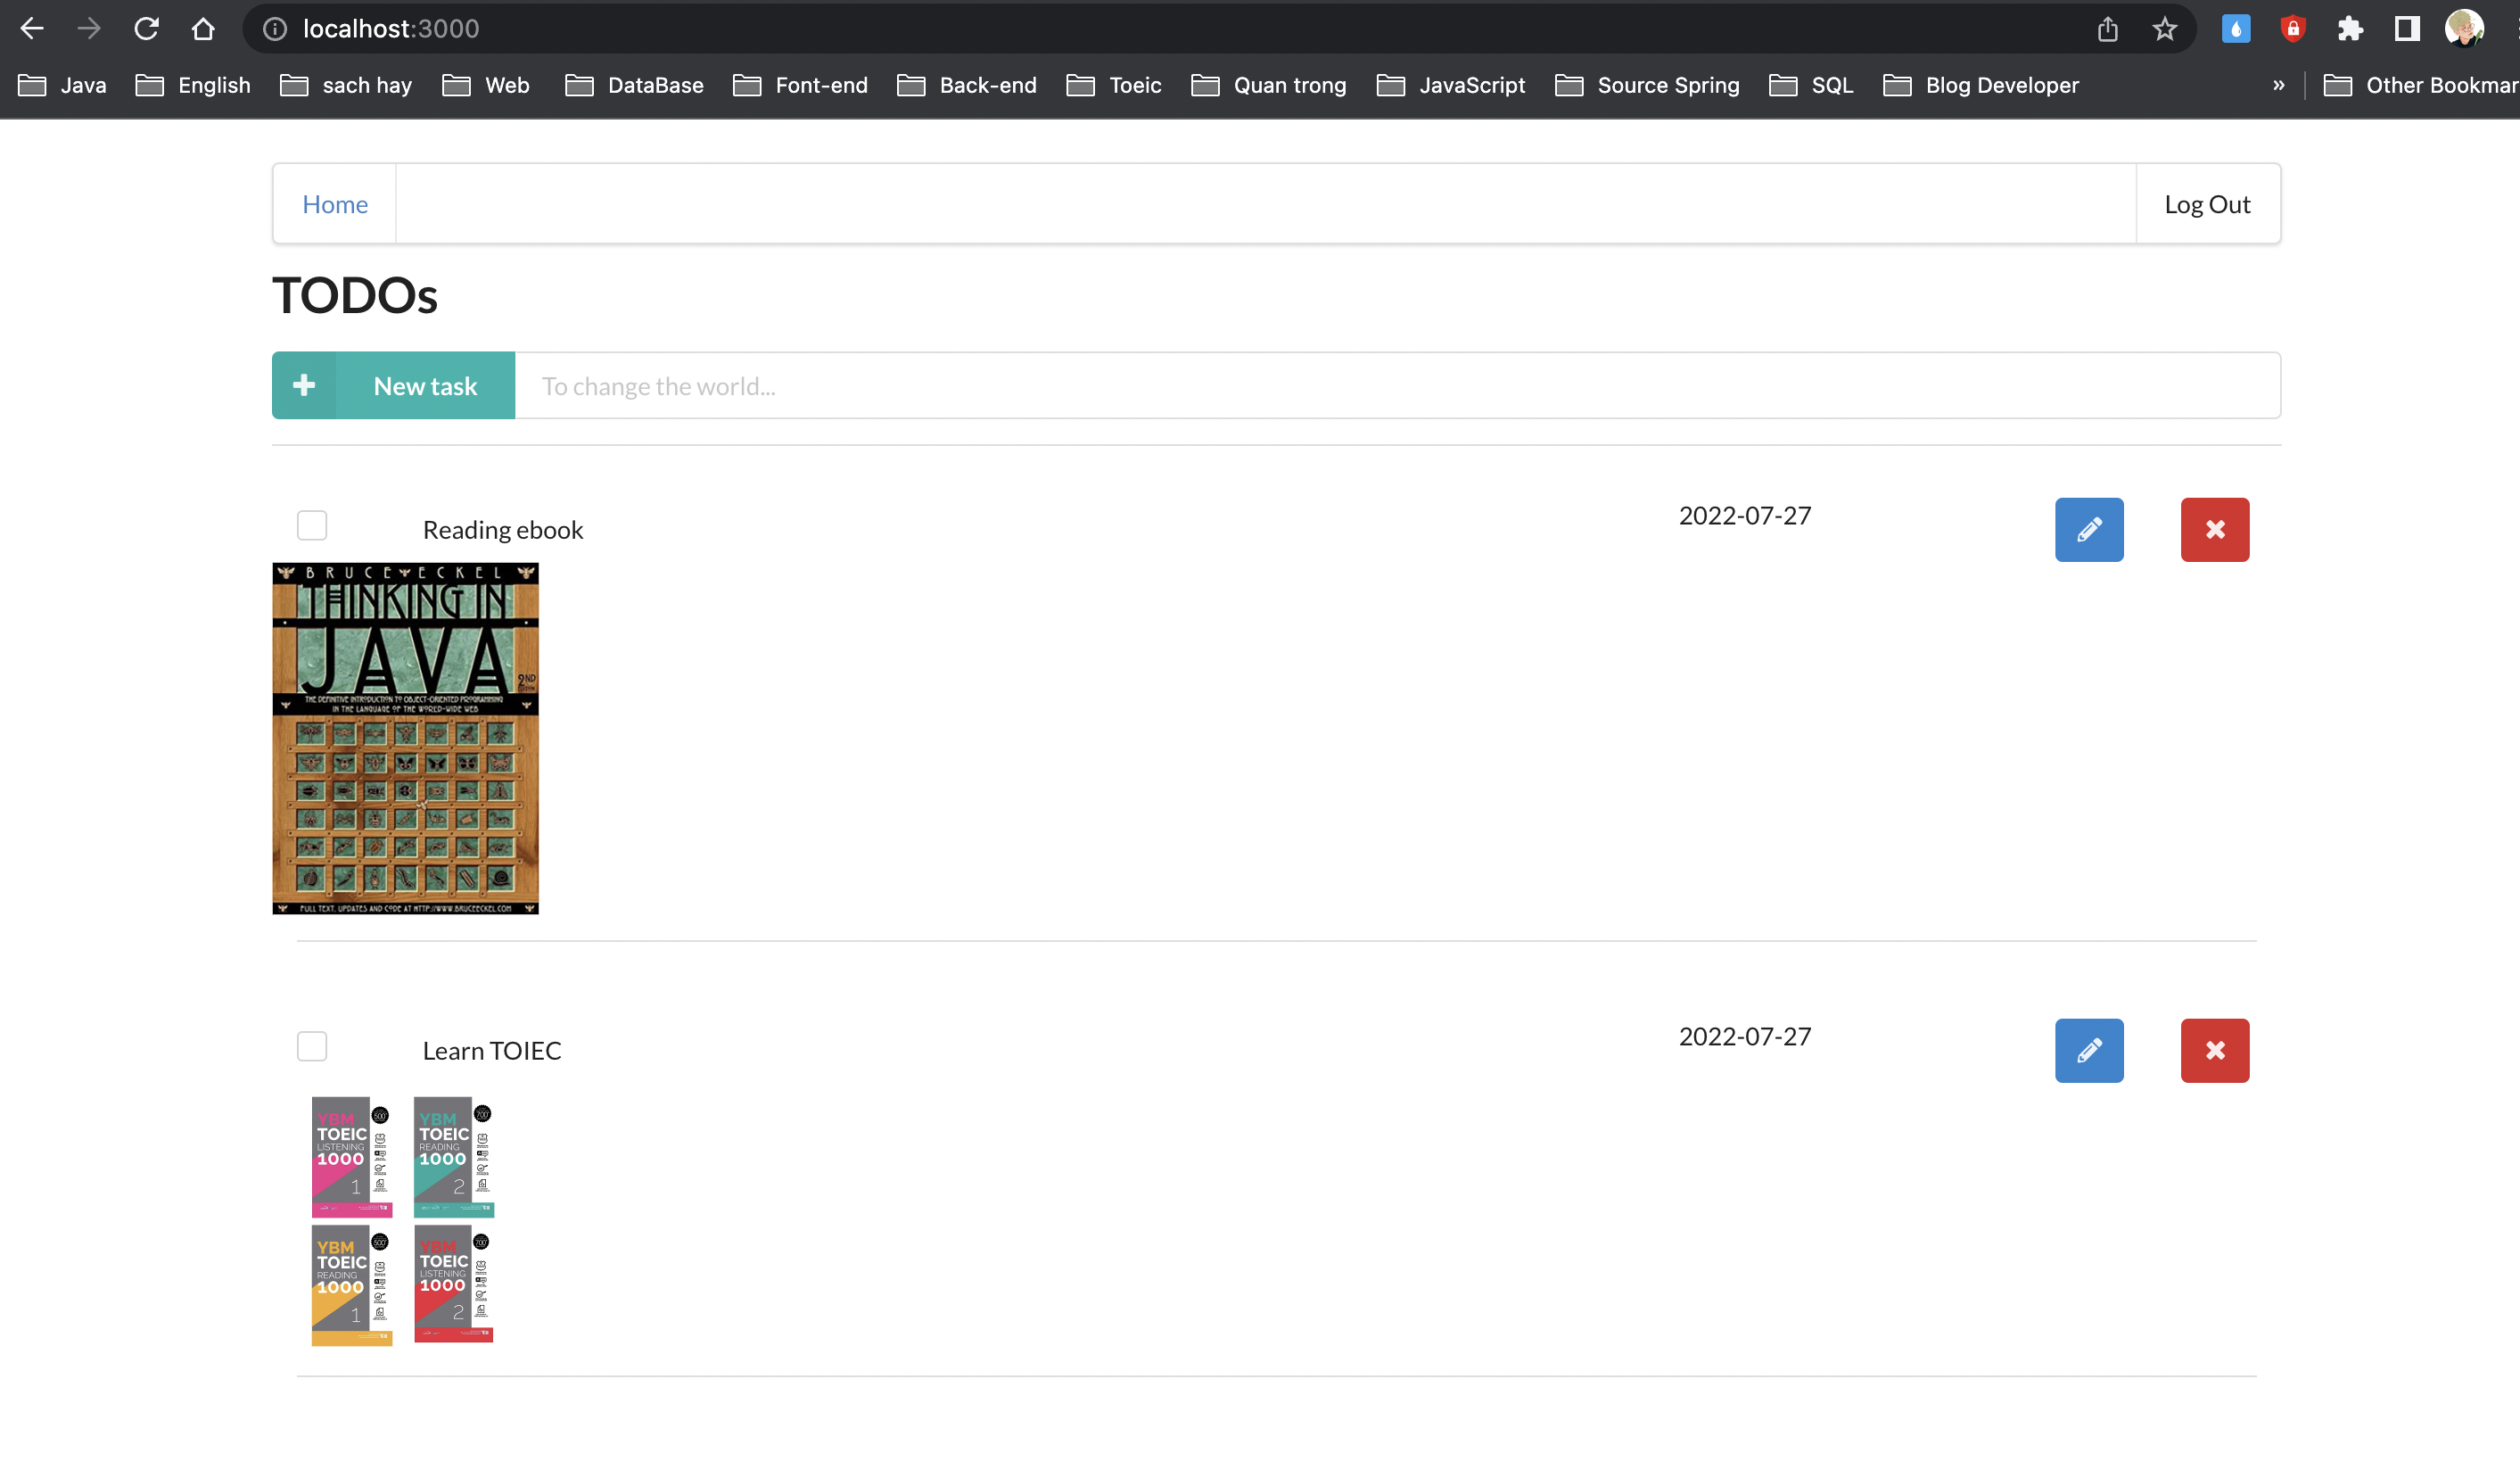 localhost:3000
Java English sach hay Web DataBase Font-end Back-end Toeic Quan trong JavaScript Source Spring SQL Blog Developer » Other Bookmar
Home Log Out
TODOs
New task To change the world...
Reading ebook 2022-07-27
BRUCE ECKEL
THINKING IN
JAVA
2ND
THE DEFINITIVE INTRODUCTION TO OBJECT-ORIENTED PROGRAMMING
IN THE LANGUAGE OF THE WORLD-WIDE WEB
FULL TEXT, UPDATES AND CODE AT HTTP://WWW.BRUCEECKEL.COM
Learn TOIEC 2022-07-27
YBM
TOEIC
LISTENING
1000
1
500
YBM
TOEIC
READING
1000
2
700
YBM
TOEIC
READING
1000
1
500
YBM
TOEIC
LISTENING
1000
2
700